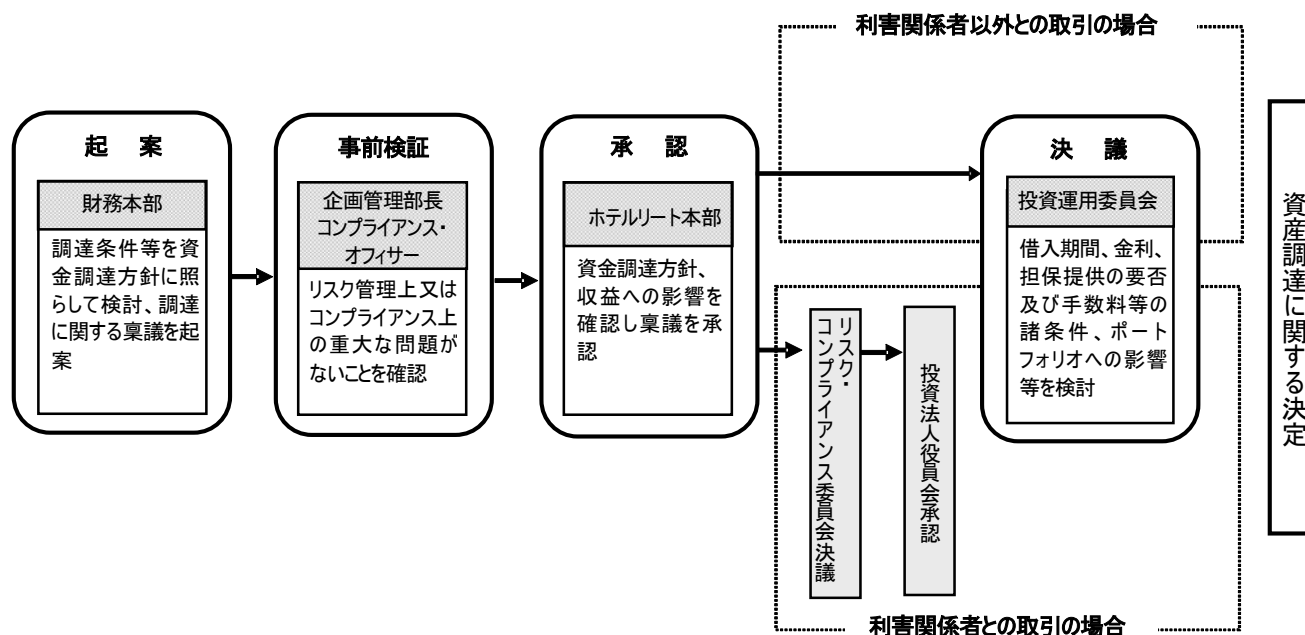 利害関係者以外との取引の場合
起 案
財務本部
調達条件等を資
金調達方針に照
らして検討、調達
に関する稟議を起
案
事前検証
企画管理部長
コンプライアンス・
オフィサー
リスク管理上又は
コンプライアンス上
の重大な問題が
ないことを確認
承 認
ホテルリート本部
資金調達方針、
収益への影響を
確認し稟議を承
認
リスク・
コンプライアンス委員会決議
投資法人役員会承認
決 議
投資運用委員会
借入期間、金利、
担保提供の要否
及び手数料等の
諸条件、ポート
フォリオへの影響
等を検討
資産調達に関する決定
利害関係者との取引の場合